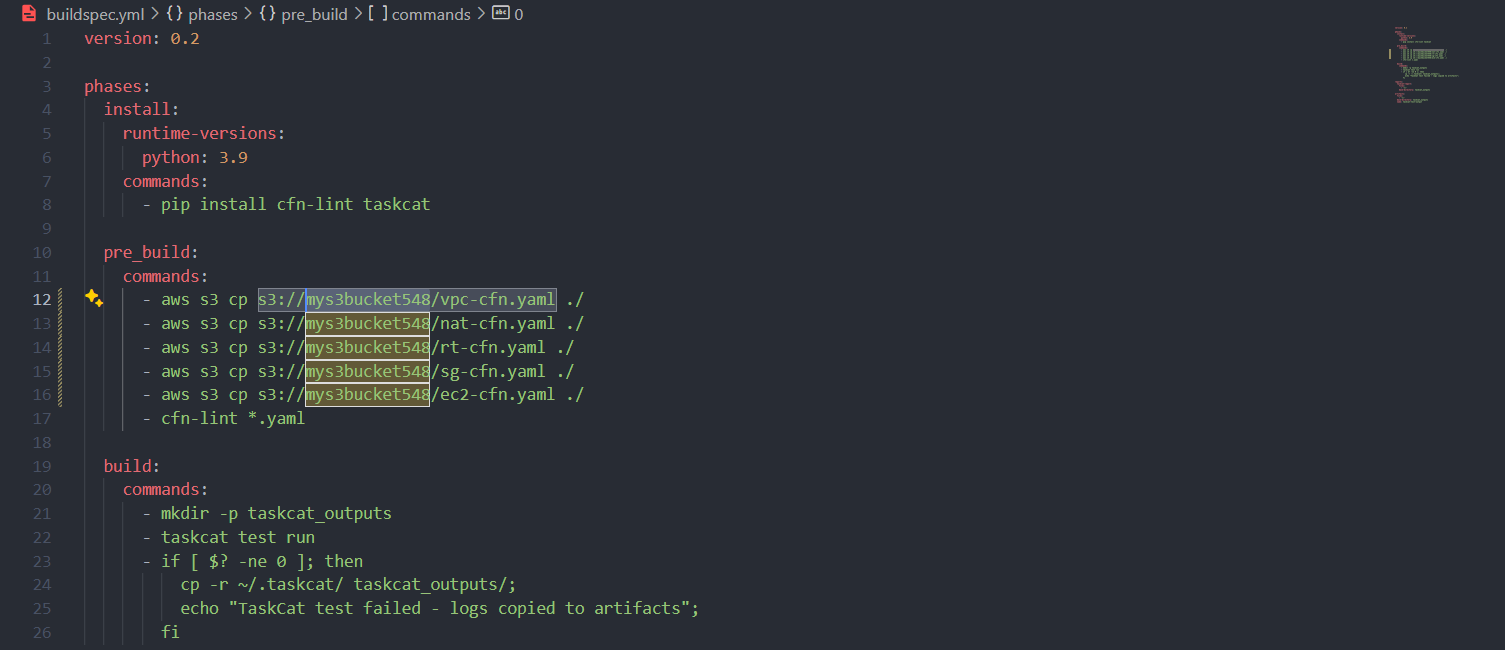 buildspec.yml > {} phases > {} pre_build > [ ] commands > abc 0
1 version: 0.2
2
3 phases:
4   install:
5     runtime-versions:
6       python: 3.9
7     commands:
8       - pip install cfn-lint taskcat
9
10   pre_build:
11     commands:
12       - aws s3 cp s3://mys3bucket548/vpc-cfn.yaml ./
13       - aws s3 cp s3://mys3bucket548/nat-cfn.yaml ./
14       - aws s3 cp s3://mys3bucket548/rt-cfn.yaml ./
15       - aws s3 cp s3://mys3bucket548/sg-cfn.yaml ./
16       - aws s3 cp s3://mys3bucket548/ec2-cfn.yaml ./
17       - cfn-lint *.yaml
18
19   build:
20     commands:
21       - mkdir -p taskcat_outputs
22       - taskcat test run
23       - if [ $? -ne 0 ]; then
24           cp -r ~/.taskcat/ taskcat_outputs/;
25           echo "TaskCat test failed - logs copied to artifacts";
26         fi